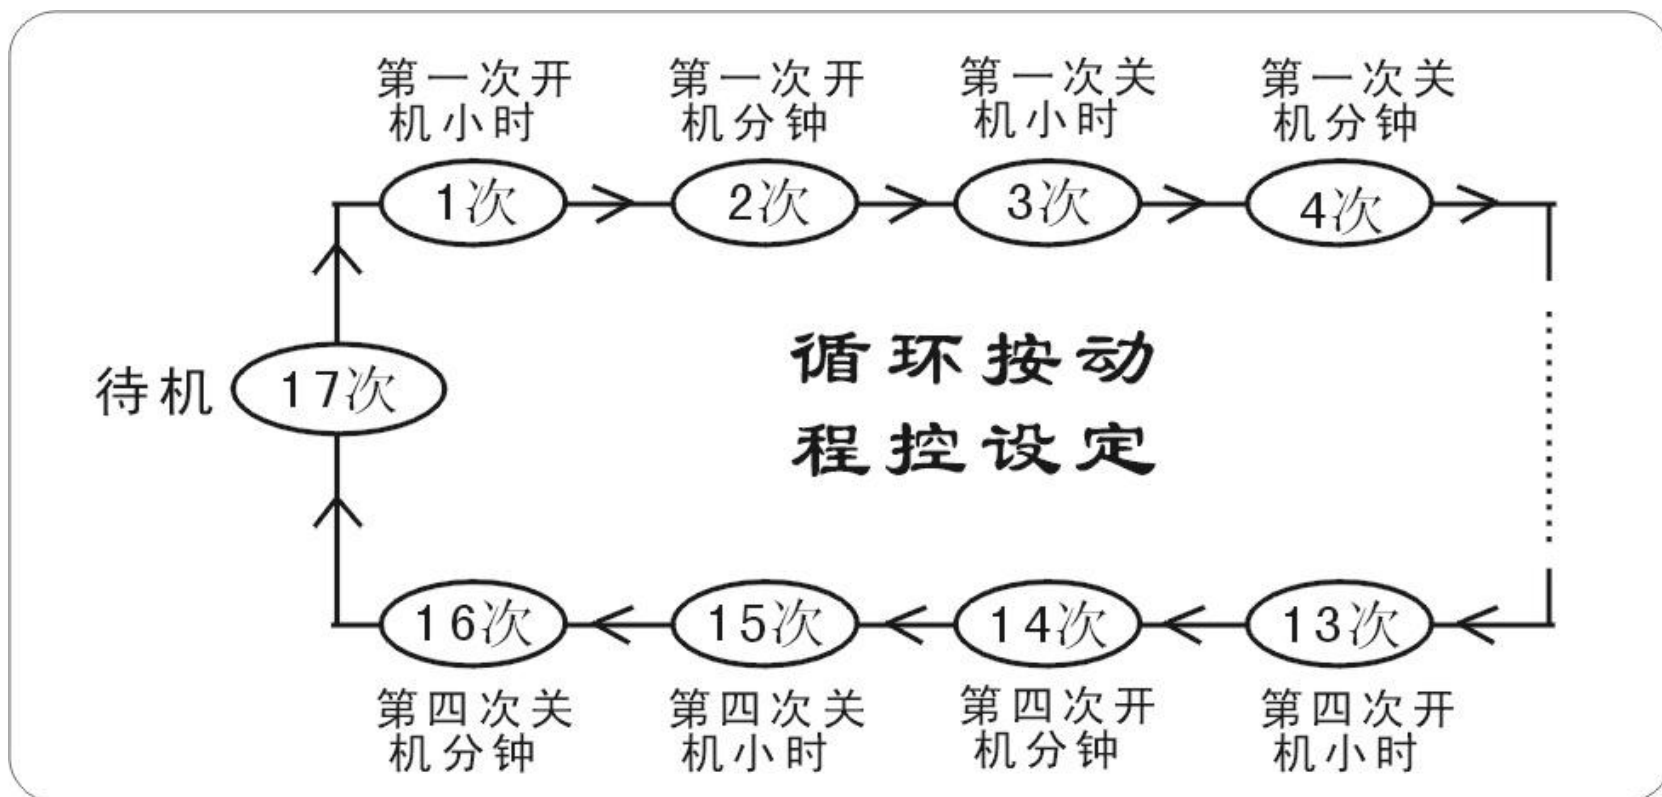 第一次开
机小时
第一次开
机分钟
第一次关
机小时
第一次关
机分钟
1次
2次
3次
4次
循环按动
程控设定
待机
17次
16次
15次
14次
13次
第四次关
机分钟
第四次关
机小时
第四次开
机分钟
第四次开
机小时